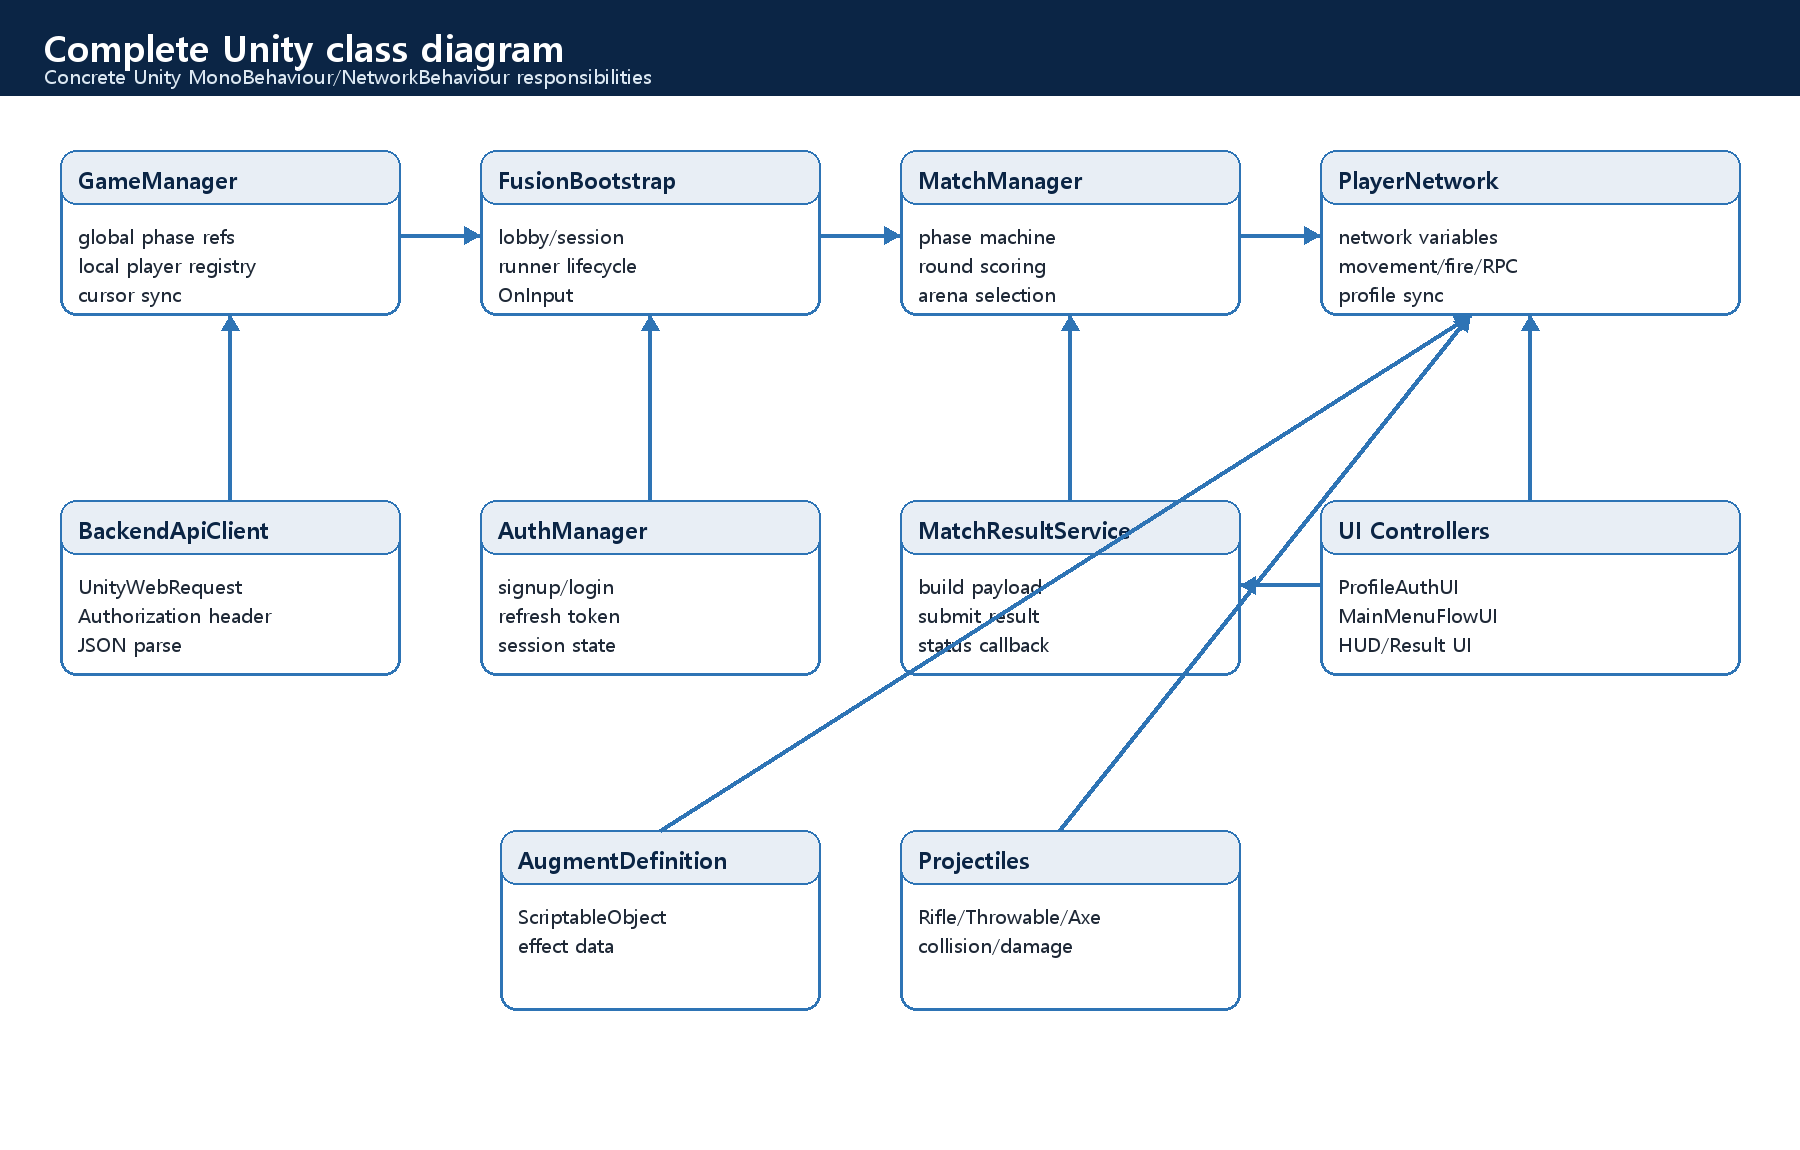 Complete Unity class diagram
Concrete Unity MonoBehaviour/NetworkBehaviour responsibilities
GameManager
global phase refs
local player registry
cursor sync
FusionBootstrap
lobby/session
runner lifecycle
OnInput
MatchManager
phase machine
round scoring
arena selection
PlayerNetwork
network variables
movement/fire/RPC
profile sync
BackendApiClient
UnityWebRequest
Authorization header
JSON parse
AuthManager
signup/login
refresh token
session state
MatchResultService
build payload
submit result
status callback
UI Controllers
ProfileAuthUI
MainMenuFlowUI
HUD/Result UI
AugmentDefinition
ScriptableObject
effect data
Projectiles
Rifle/Throwable/Axe
collision/damage